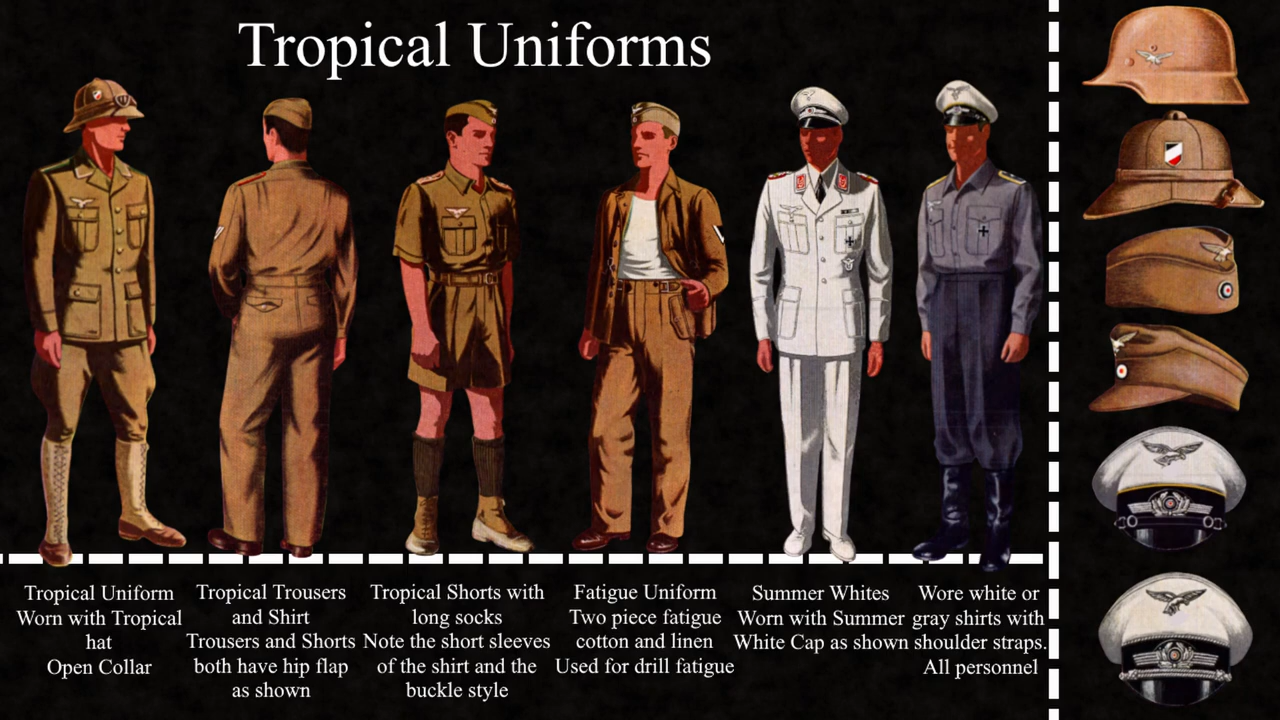 Tropical Uniforms
Tropical Uniform
Worn with Tropical
hat
Open Collar
Tropical Trousers
and Shirt
Trousers and Shorts
both have hip flap
as shown
Tropical Shorts with
long socks
Note the short sleeves
of the shirt and the
buckle style
Fatigue Uniform
Two piece fatigue
cotton and linen
Used for drill fatigue
Summer Whites
Worn with Summer
White Cap as shown
Wore white or
gray shirts with
shoulder straps.
All personnel